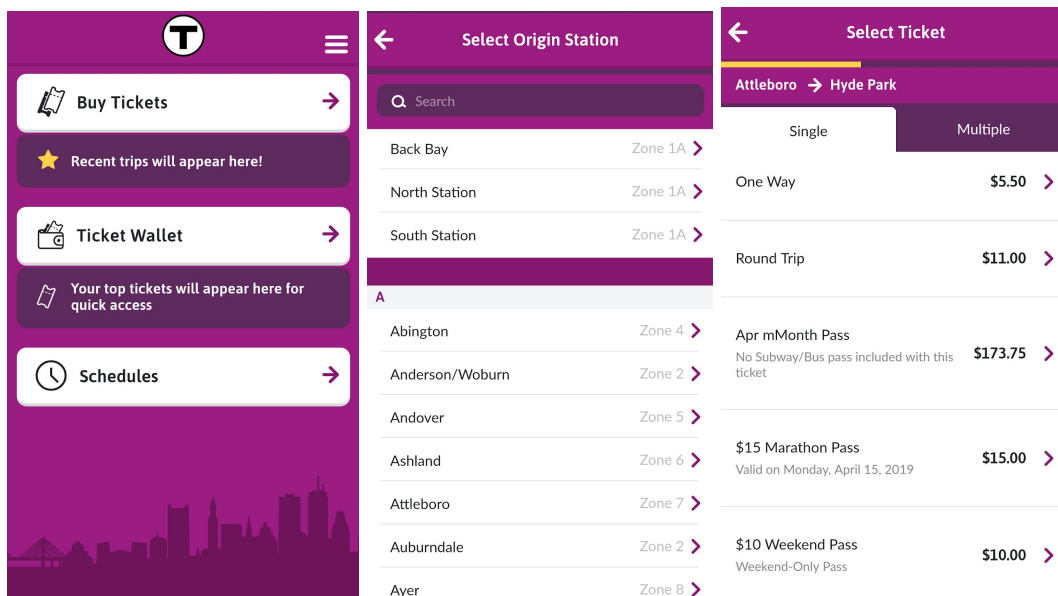 T
Buy Tickets
Recent trips will appear here!
Ticket Wallet
Your top tickets will appear here for
quick access
Schedules
Select Origin Station
Search
Back Bay Zone 1A
North Station Zone 1A
South Station Zone 1A
A
Abington Zone 4
Anderson/Woburn Zone 2
Andover Zone 5
Ashland Zone 6
Attleboro Zone 7
Auburndale Zone 2
Ayer Zone 8
Select Ticket
Attleboro → Hyde Park
Single Multiple
One Way $5.50
Round Trip $11.00
Apr mMonth Pass
No Subway/Bus pass included with this
ticket
$173.75
$15 Marathon Pass
Valid on Monday, April 15, 2019
$15.00
$10 Weekend Pass
Weekend-Only Pass
$10.00